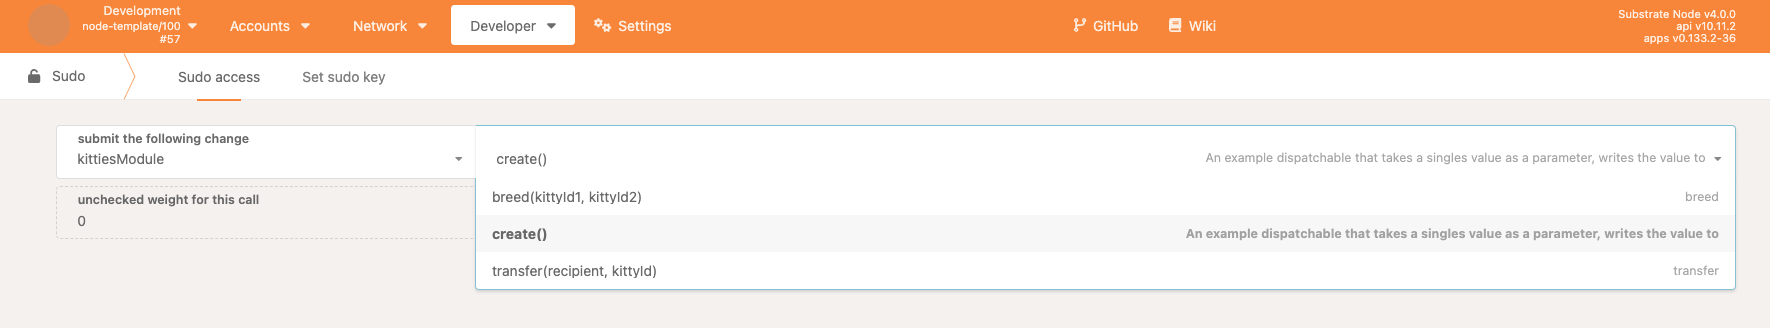 Development
node-template/100
#57
Accounts
Network
Developer
Settings
GitHub
Wiki
Substrate Node v4.0.0
api v10.11.2
apps v0.133.2-36
Sudo
Sudo access
Set sudo key
submit the following change
kittiesModule
create()
An example dispatchable that takes a singles value as a parameter, writes the value to
unchecked weight for this call
0
breed(kittyId1, kittyId2)
breed
create()
An example dispatchable that takes a singles value as a parameter, writes the value to
transfer(recipient, kittyId)
transfer